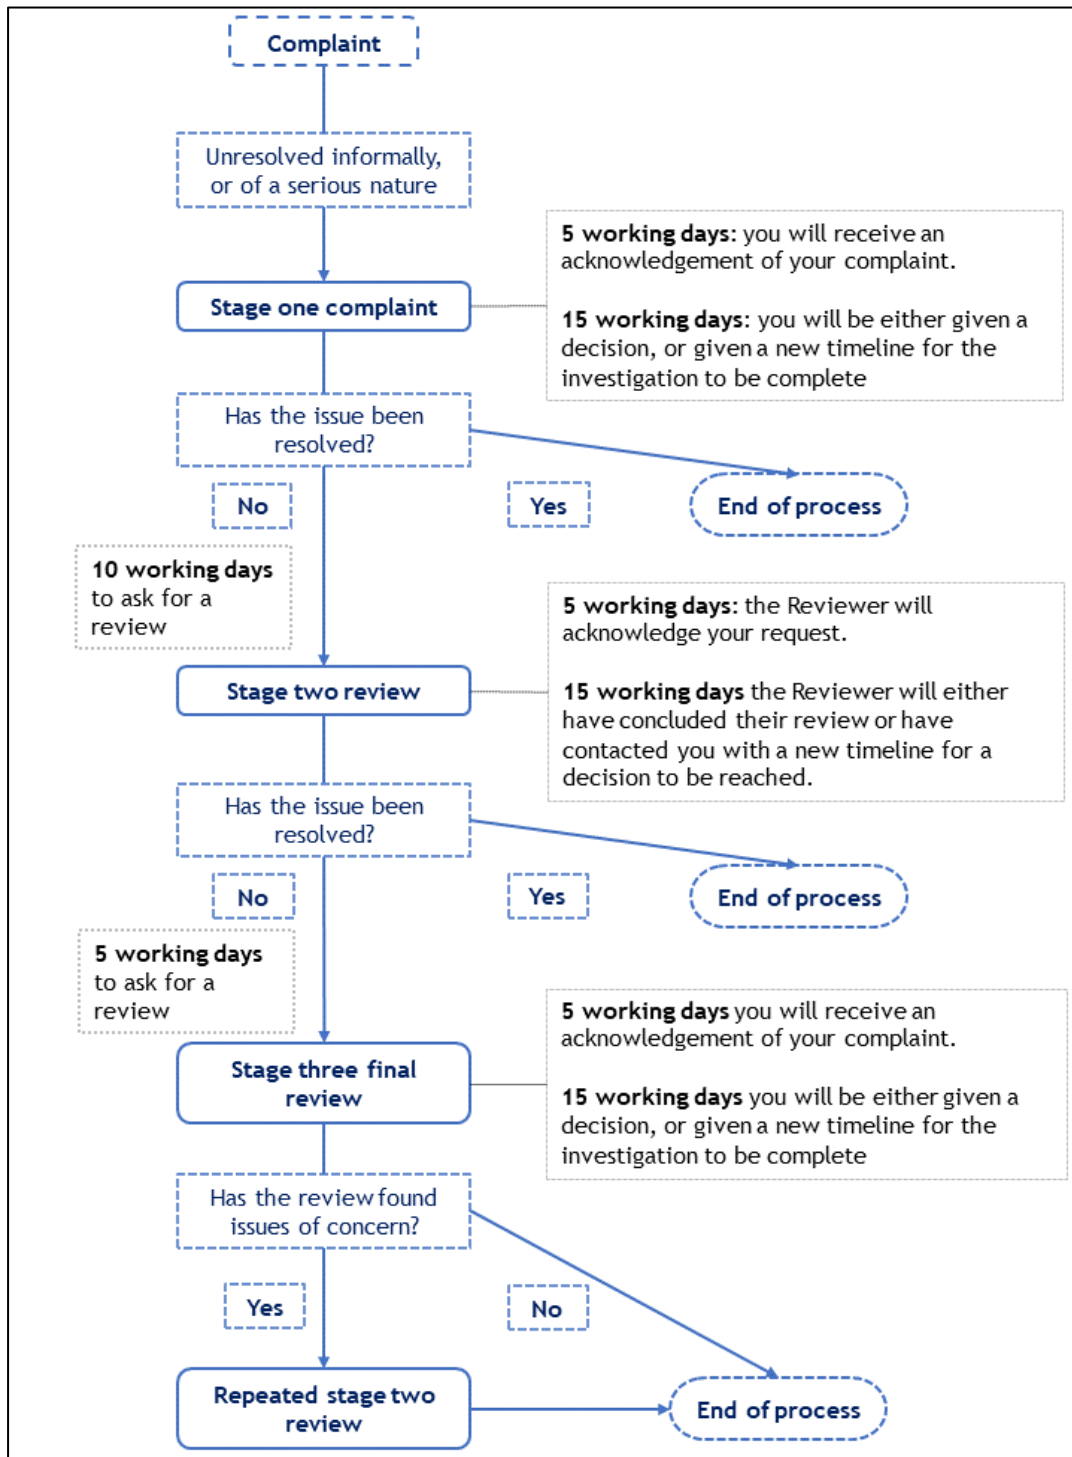 Complaint
Unresolved informally,
or of a serious nature
5 working days: you will receive an
acknowledgement of your complaint.
15 working days: you will be either given a
decision, or given a new timeline for the
investigation to be complete
Stage one complaint
Has the issue been
resolved?
No
Yes
End of process
10 working days
to ask for a
review
5 working days: the Reviewer will
acknowledge your request.
15 working days the Reviewer will either
have concluded their review or have
contacted you with a new timeline for a
decision to be reached.
Stage two review
Has the issue been
resolved?
No
Yes
End of process
5 working days
to ask for a
review
5 working days you will receive an
acknowledgement of your complaint.
15 working days you will be either given a
decision, or given a new timeline for the
investigation to be complete
Stage three final
review
Has the review found
issues of concern?
Yes
No
Repeated stage two
review
End of process